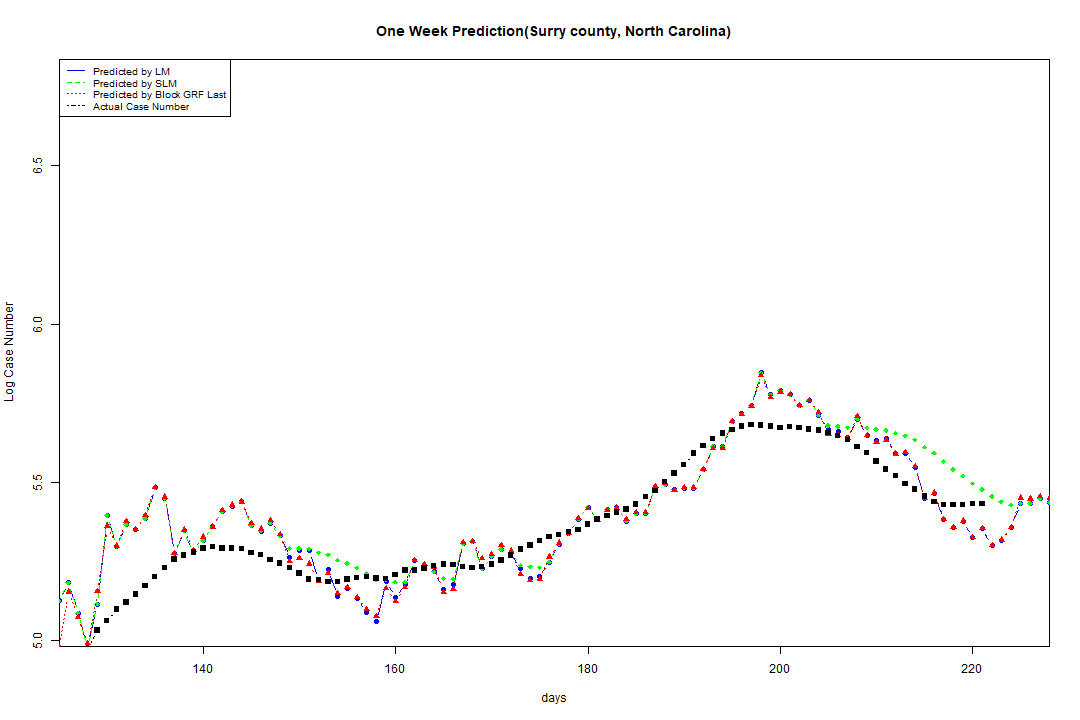 One Week Prediction(Surry county, North Carolina)
Predicted by LM
Predicted by SLM
Predicted by Block GRF Last
Actual Case Number
6.5
6.0
5.5
5.0
Log Case Number
140 160 180 200 220
days